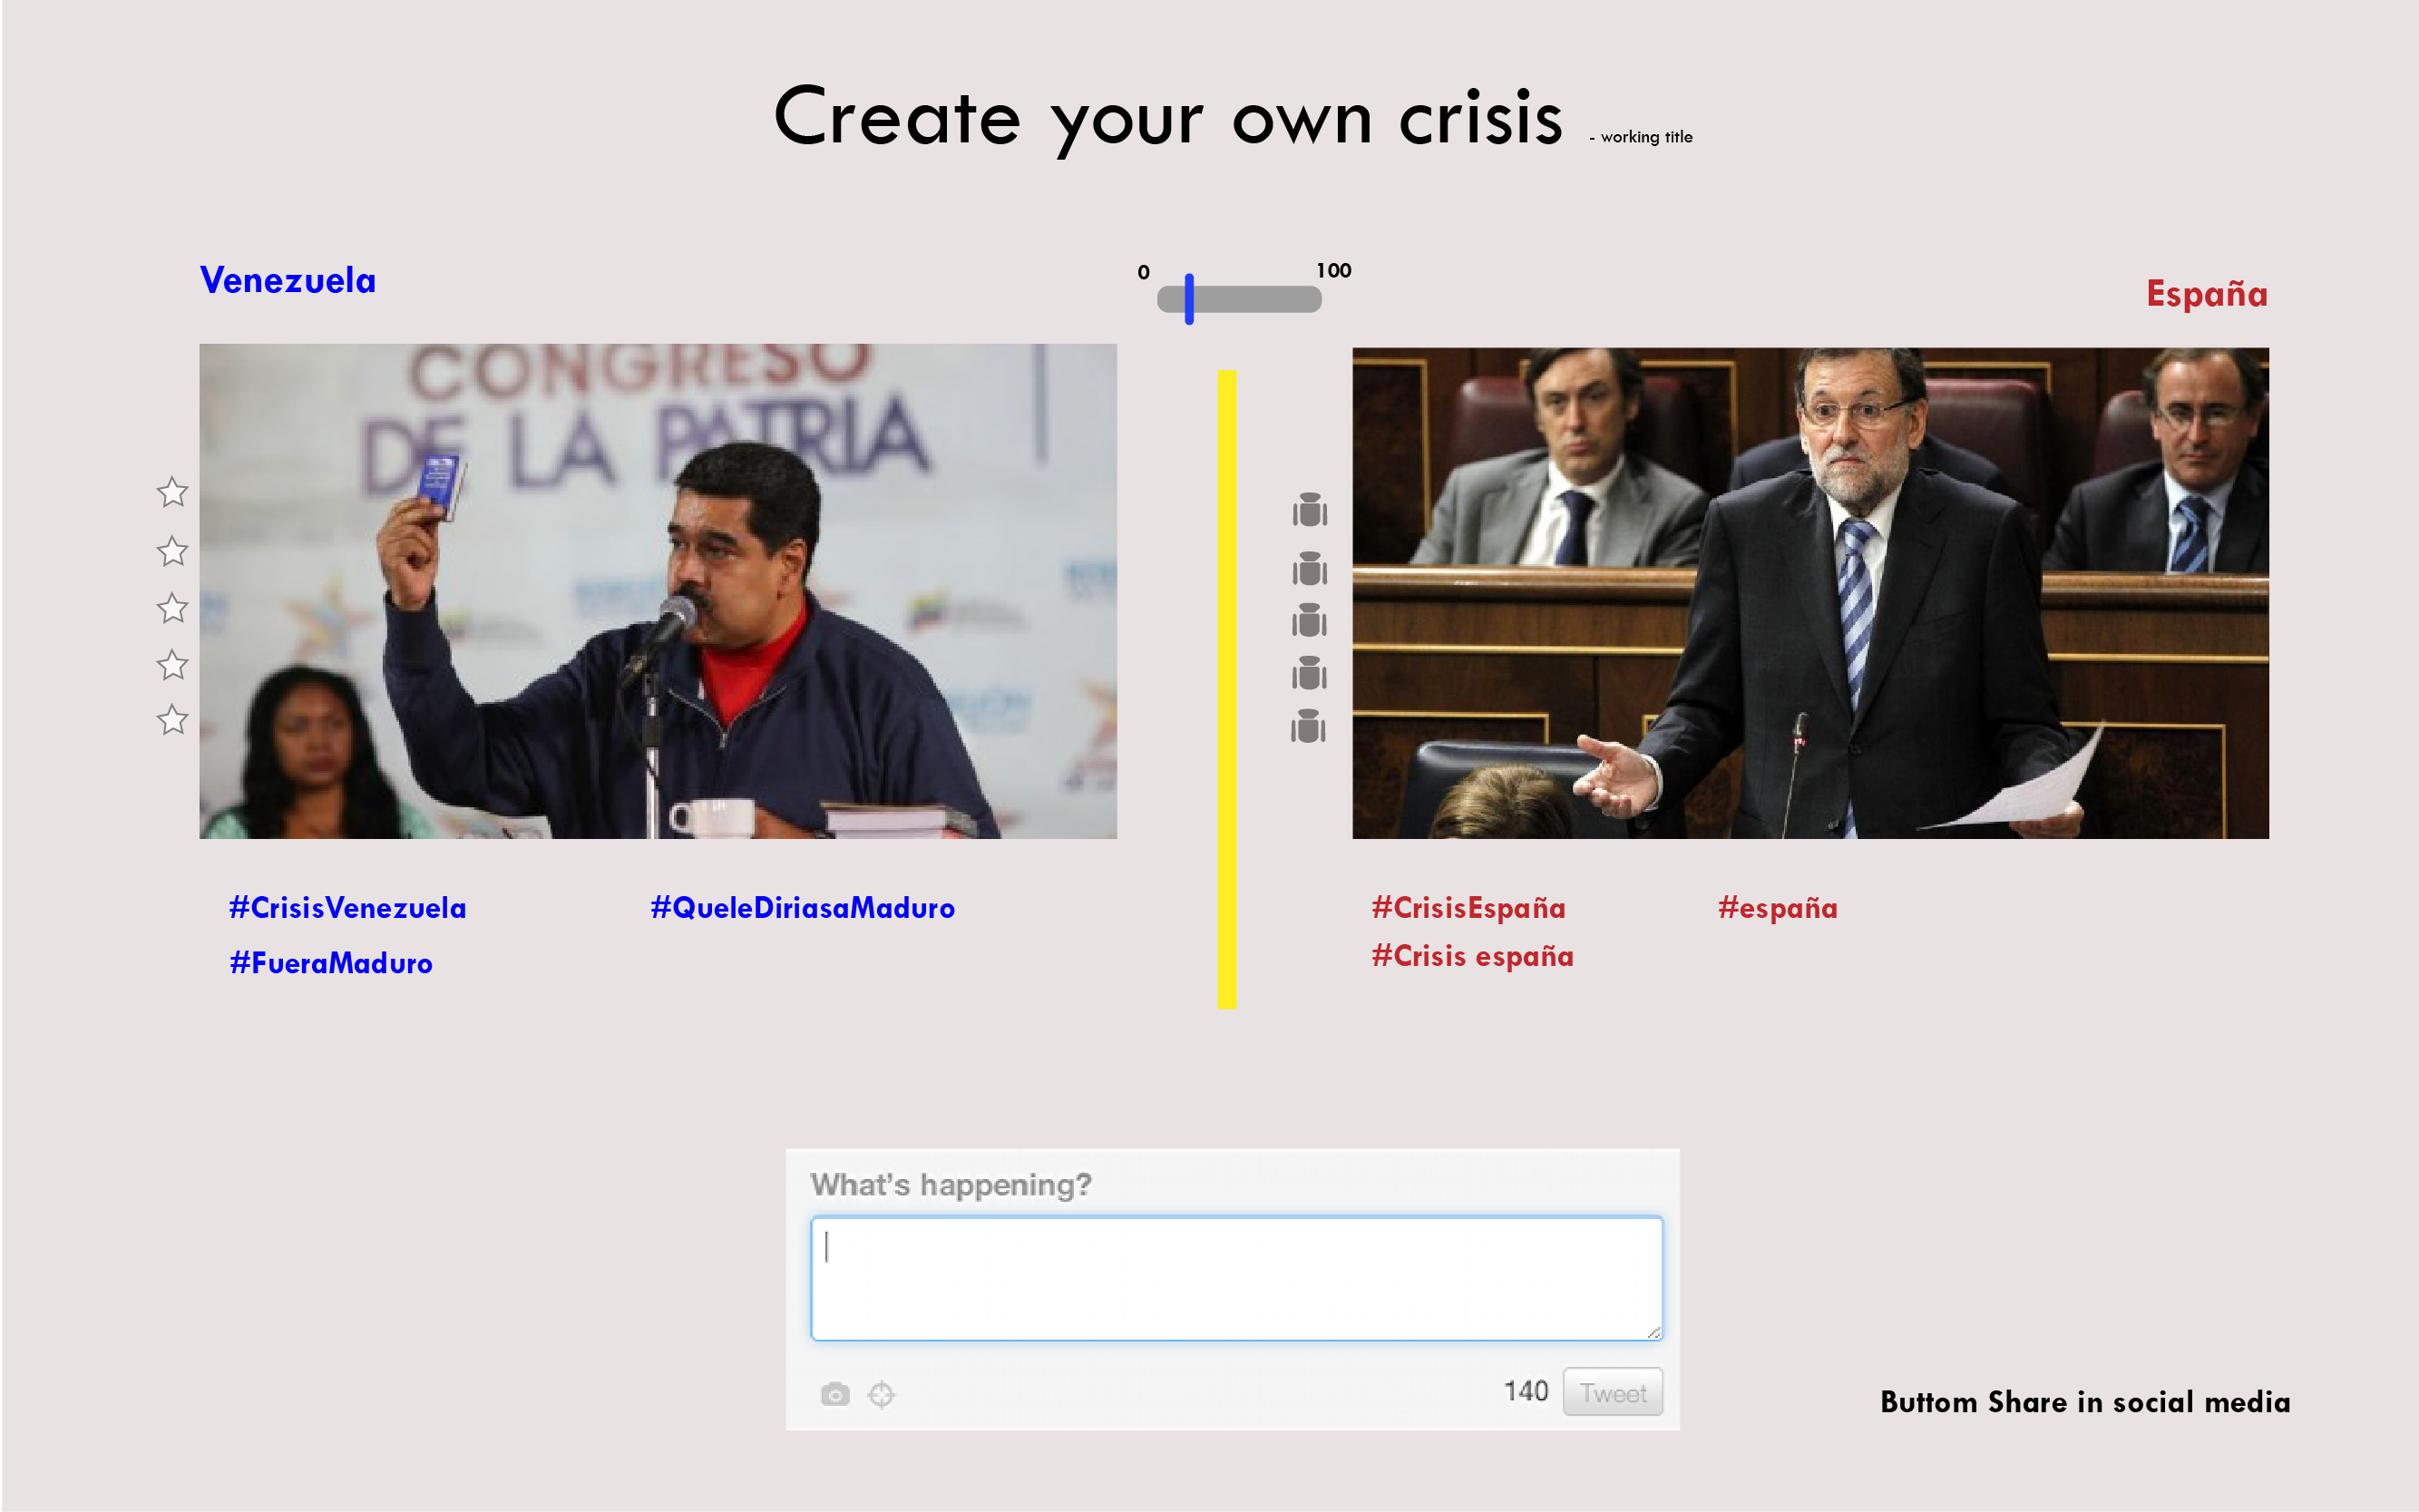 Create your own crisis - working title
Venezuela
0
100
España
CONGRESO
DE LA PATRIA
#CrisisVenezuela
#QueleDiriasaMaduro
#FueraMaduro
#CrisisEspaña
#españa
#Crisis españa
What's happening?
140
Tweet
Buttom Share in social media